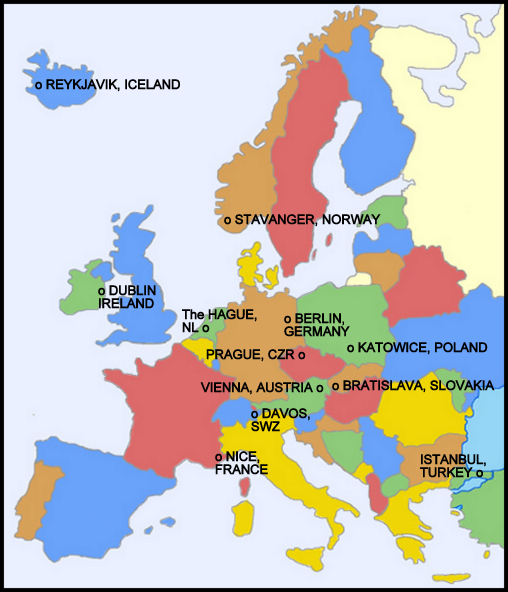 REYKJAVIK, ICELAND
STAVANGER, NORWAY
DUBLIN
IRELAND
The HAGUE,
NL
BERLIN,
GERMANY
PRAGUE, CZR
KATOWICE, POLAND
VIENNA, AUSTRIA
BRATISLAVA, SLOVAKIA
DAVOS,
SWZ
NICE,
FRANCE
ISTANBUL,
TURKEY